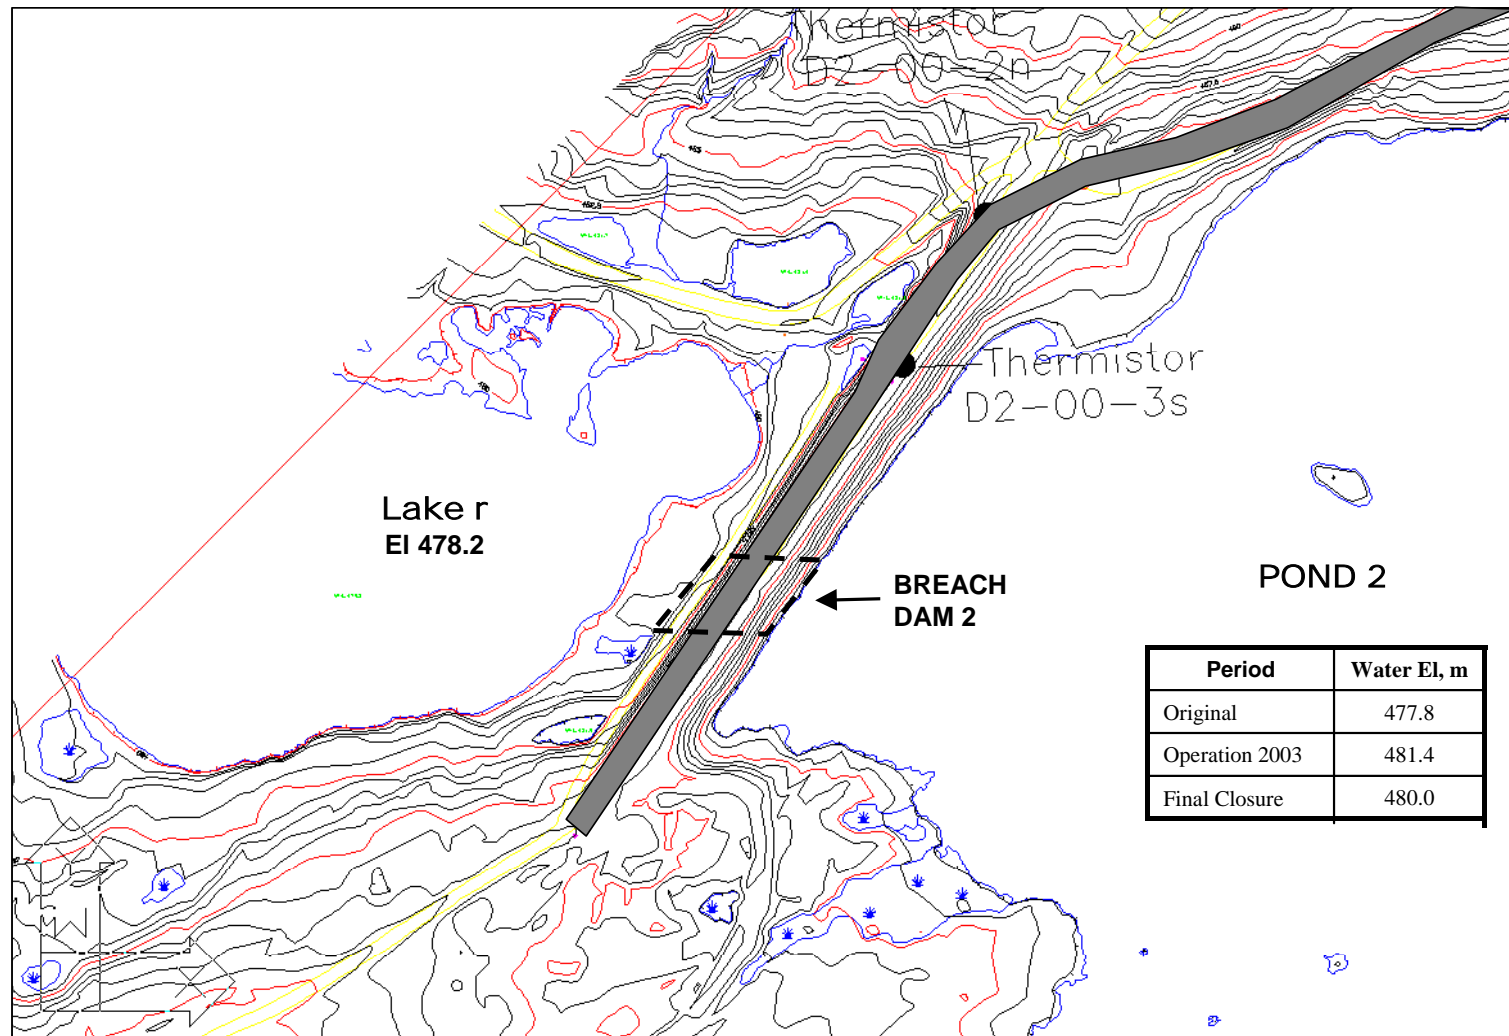 Thermistor
D2-00-2n
Thermistor
D2-00-3s
Lake r
El 478.2
BREACH
DAM 2
POND 2
Period Water El, m
Original 477.8
Operation 2003 481.4
Final Closure 480.0